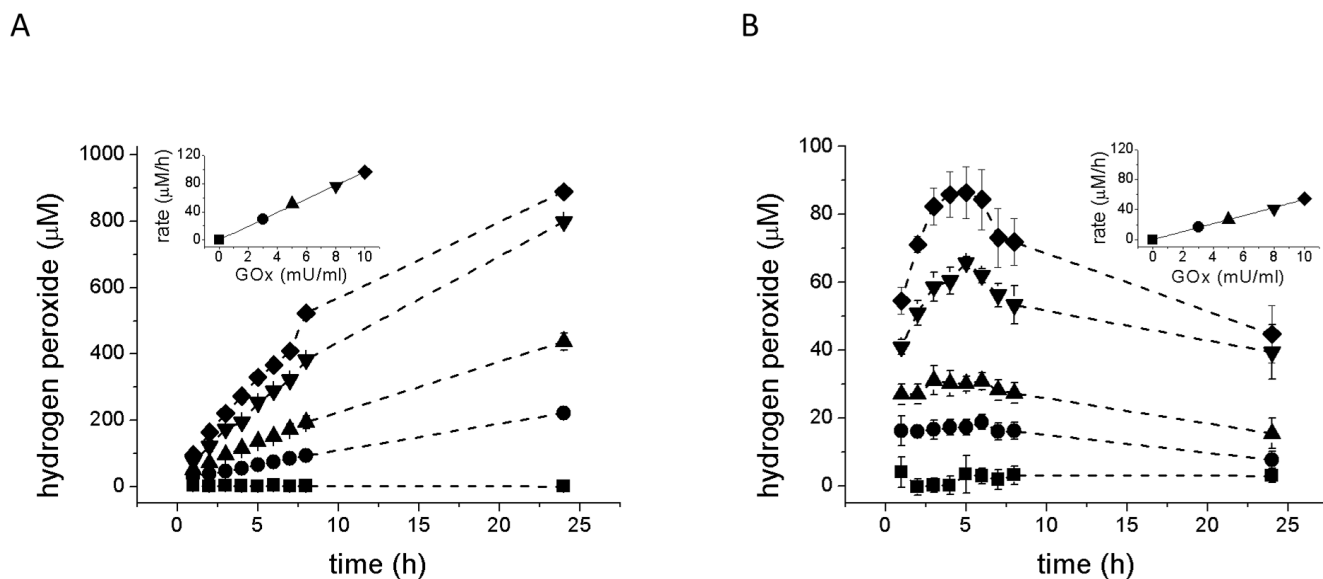 A
B
hydrogen peroxide (μM)
1000
800
600
400
200
0
0
5
10
15
20
25
time (h)
rate (μM/h)
120
80
40
0
0 2 4 6 8 10
GOx (mU/ml)
hydrogen peroxide (μM)
100
80
60
40
20
0
0
5
10
15
20
25
time (h)
rate (μM/h)
120
80
40
0
0 2 4 6 8 10
GOx (mU/ml)